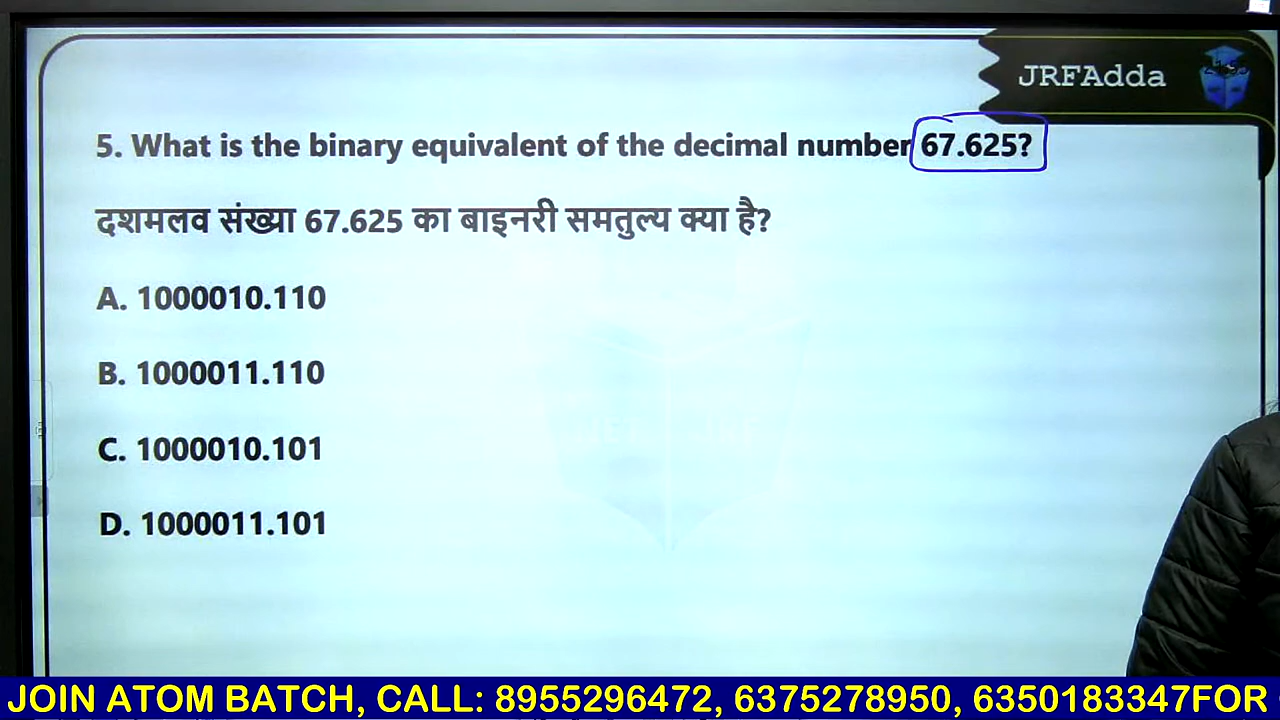 JRFAdda
5. What is the binary equivalent of the decimal number 67.625?
दशमलव संख्या 67.625 का बाइनरी समतुल्य क्या है?
A. 1000010.110
B. 1000011.110
C. 1000010.101
D. 1000011.101
JOIN ATOM BATCH, CALL: 8955296472, 6375278950, 6350183347FOR